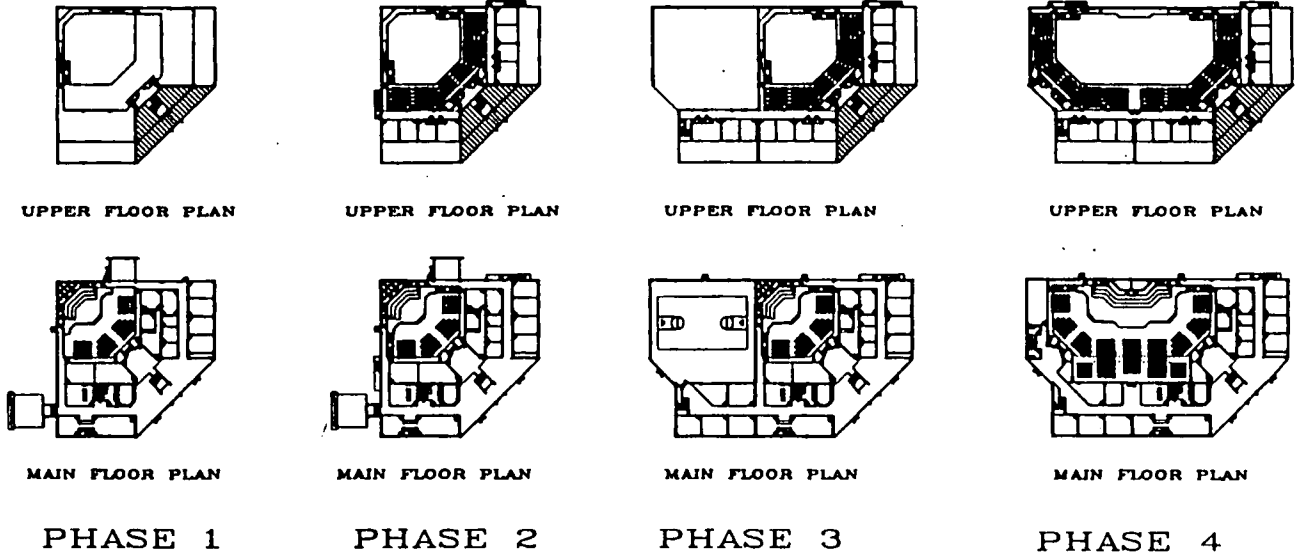 UPPER FLOOR PLAN UPPER FLOOR PLAN UPPER FLOOR PLAN UPPER FLOOR PLAN
MAIN FLOOR PLAN MAIN FLOOR PLAN MAIN FLOOR PLAN MAIN FLOOR PLAN
PHASE 1 PHASE 2 PHASE 3 PHASE 4